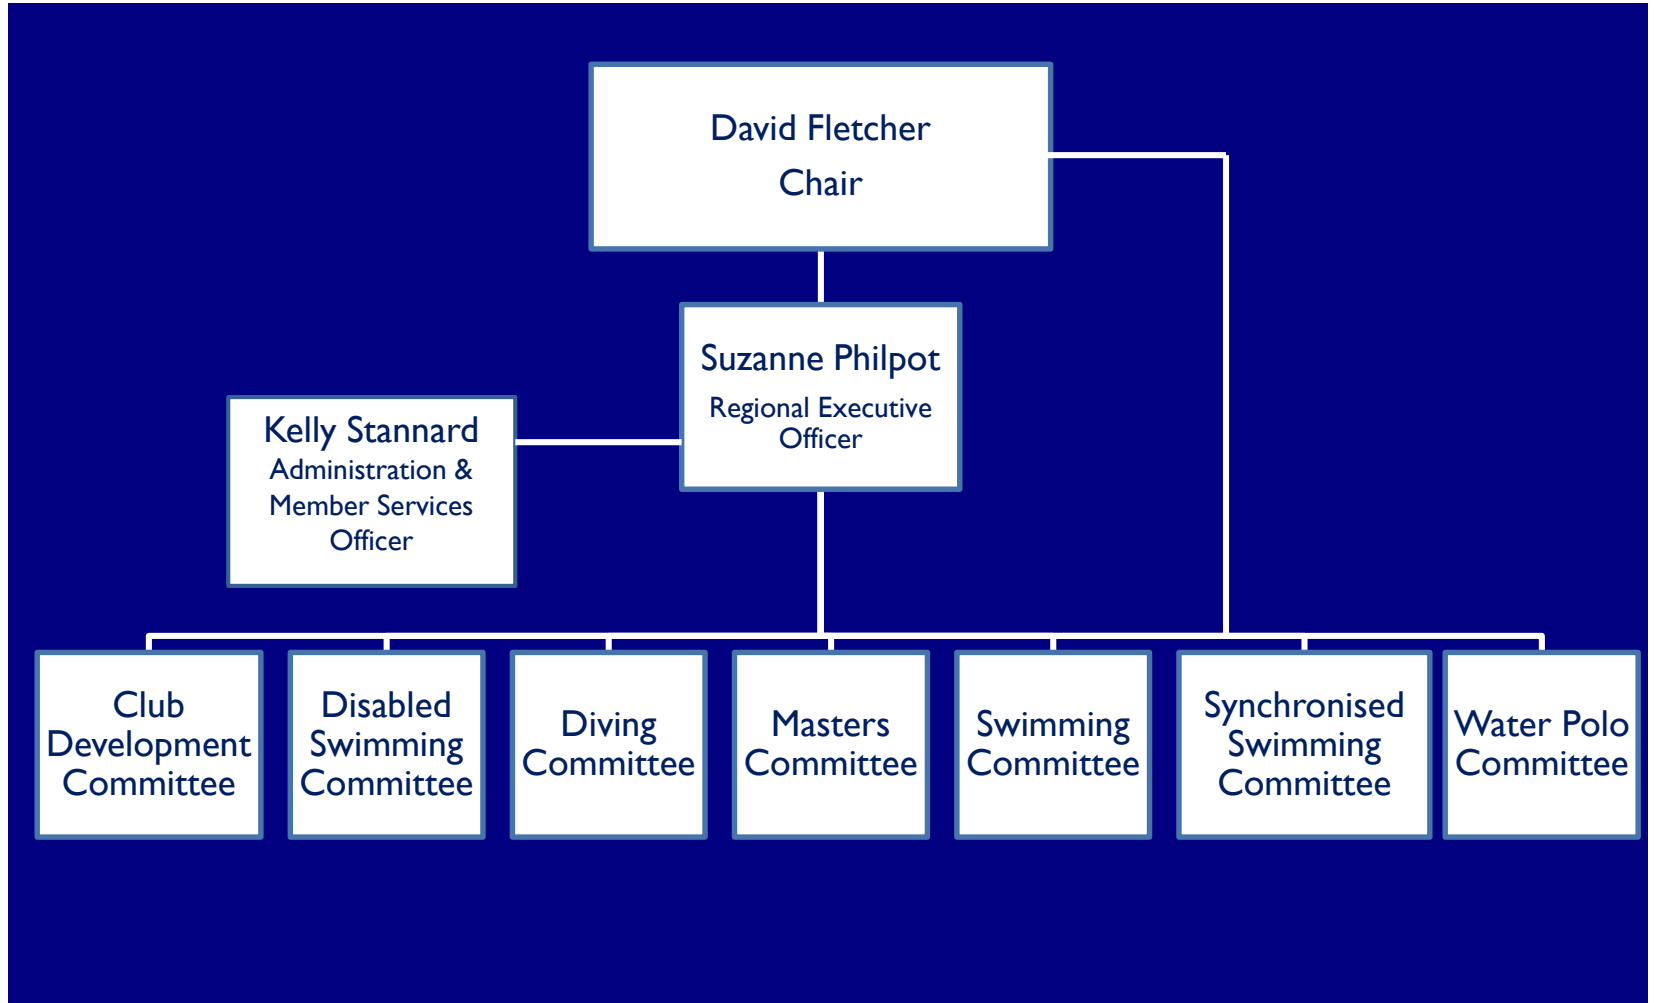 David Fletcher
Chair
Suzanne Philpot
Regional Executive
Officer
Kelly Stannard
Administration &
Member Services
Officer
Club
Development
Committee
Disabled
Swimming
Committee
Diving
Committee
Masters
Committee
Swimming
Committee
Synchronised
Swimming
Committee
Water Polo
Committee